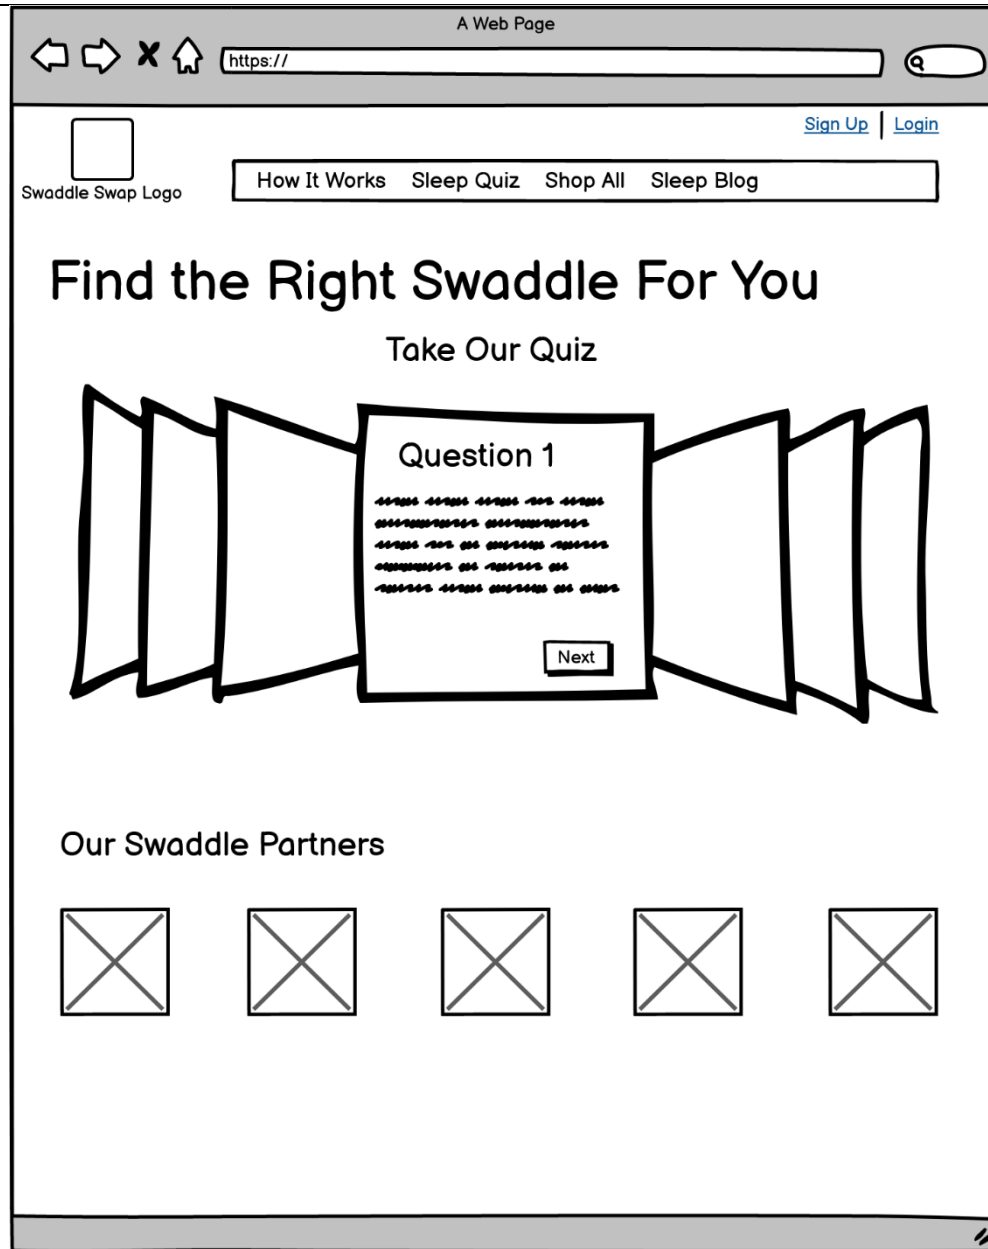 A Web Page
https://
Sign Up | Login
Swaddle Swap Logo
How It Works Sleep Quiz Shop All Sleep Blog
Find the Right Swaddle For You
Take Our Quiz
Question 1
Next
Our Swaddle Partners